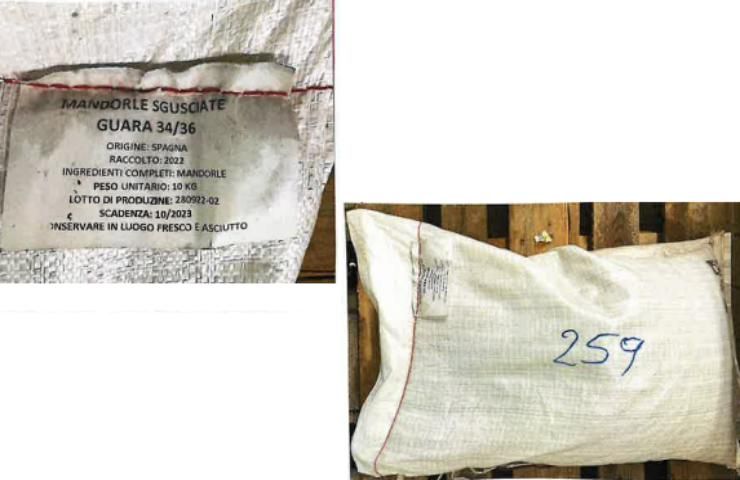 MANDORLE SGUSCIATE
GUARA 34/36
ORIGINE: SPAGNA
RACCOLTO: 2022
INGREDIENTI COMPLETI: MANDORLE
PESO UNITARIO: 10 KG
LOTTO DI PRODUZINE: 280922-02
SCADENZA: 10/2023
ONSERVARE IN LUOGO FRESCO E ASCIUTTO
259